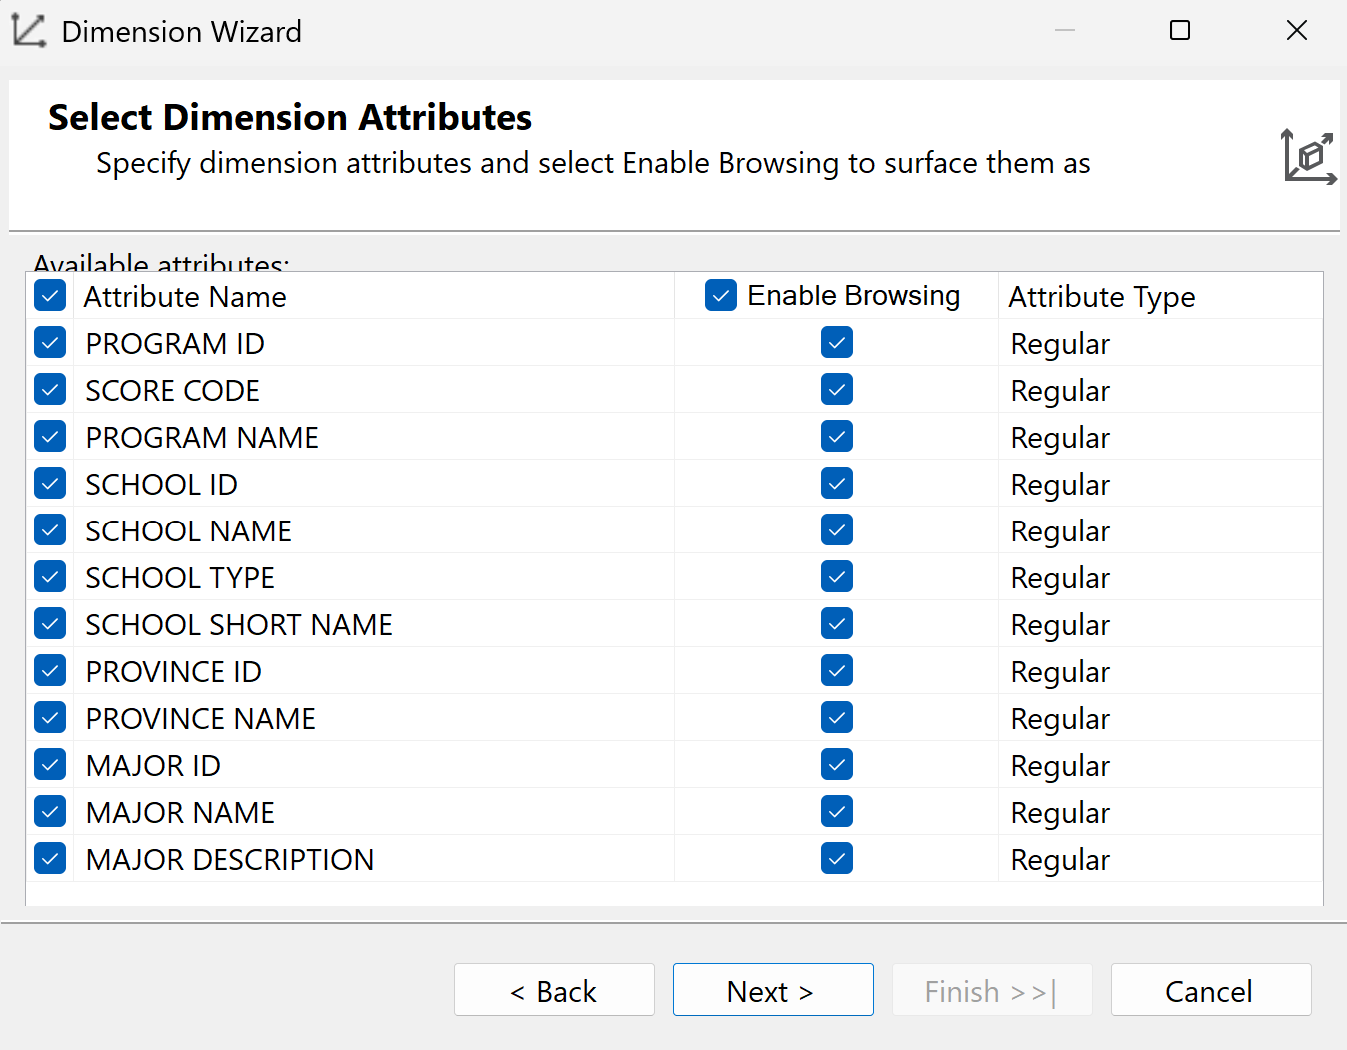 Dimension Wizard
Select Dimension Attributes
Specify dimension attributes and select Enable Browsing to surface them as
Available attributes:
Attribute Name Enable Browsing Attribute Type
PROGRAM ID Regular
SCORE CODE Regular
PROGRAM NAME Regular
SCHOOL ID Regular
SCHOOL NAME Regular
SCHOOL TYPE Regular
SCHOOL SHORT NAME Regular
PROVINCE ID Regular
PROVINCE NAME Regular
MAJOR ID Regular
MAJOR NAME Regular
MAJOR DESCRIPTION Regular
< Back Next > Finish >>| Cancel